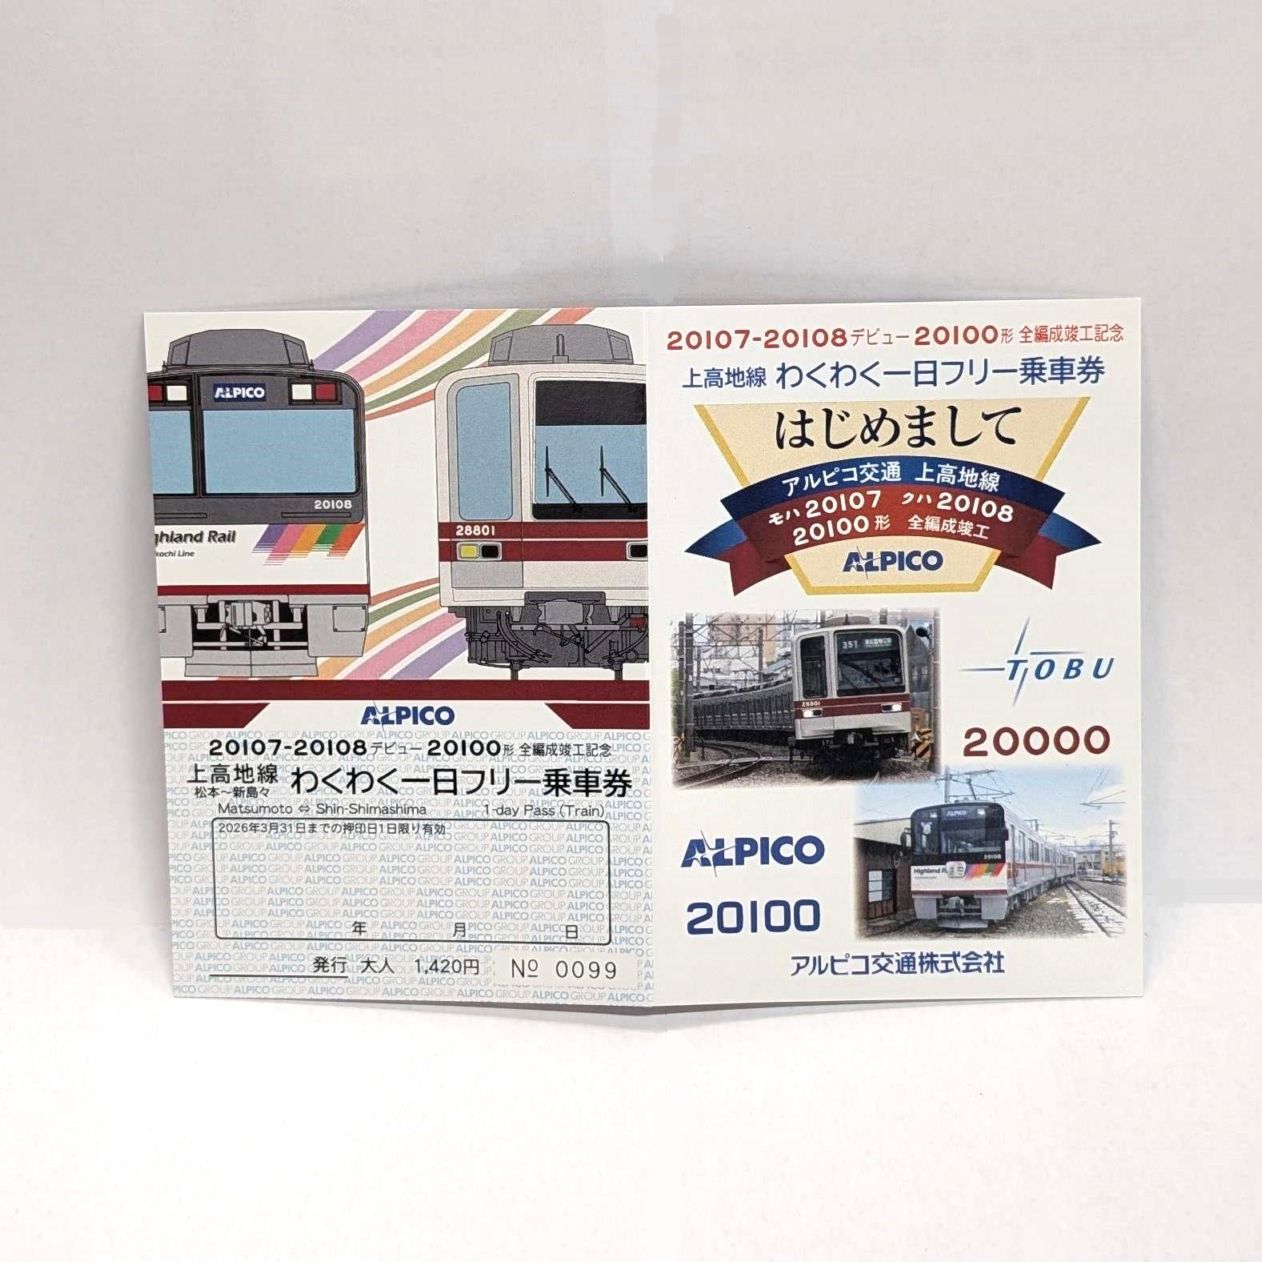 ALPICO
20108
ghland Rail
kochi Line
28801
ALPICO
20107-20108デビュー20100形 全編成竣工記念
上高地線 わくわく一日フリー乗車券
松本～新島々
Matsumoto ⇔ Shin-Shimashima 1-day Pass (Train)
2026年3月31日までの押印日1日限り有効
年 月 日
発行 大人 1,420円 № 0099
20107-20108デビュー20100形 全編成竣工記念
上高地線 わくわく一日フリー乗車券
はじめまして
アルピコ交通 上高地線
モハ20107 クハ20108
20100形 全編成竣工
ALPICO
351
28801
TOBU
20000
ALPICO
20108
Highland Rail
ALPICO
20100
アルピコ交通株式会社